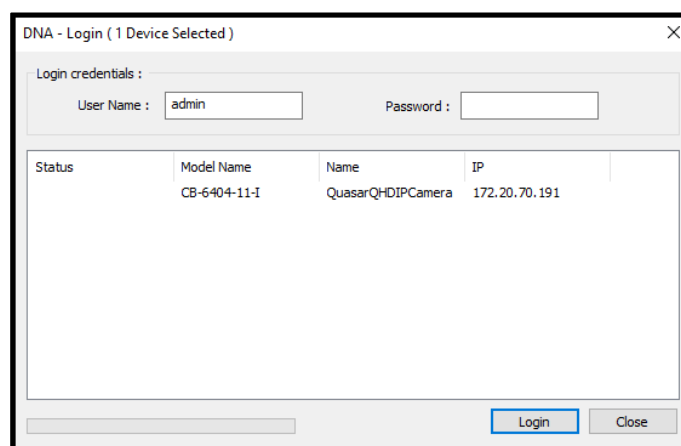 DNA - Login ( 1 Device Selected )
Login credentials :
User Name : admin Password :
Status Model Name Name IP
CB-6404-11-I QuasarQHDIPCamera 172.20.70.191
Login Close